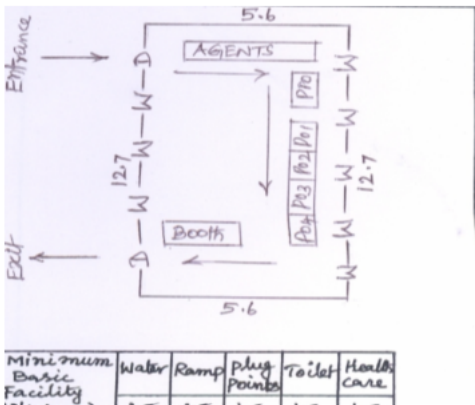 5.6
Entrance
D
AGENTS
W
PRO
W
W
PO1
W
W
PO2
12.7
W
12.7
PO3
W
W
PO4
Booth
Exit
D
W
5.6
Minimum Basic Facility
Water
Ramp
Plug Points
Toilet
Health care